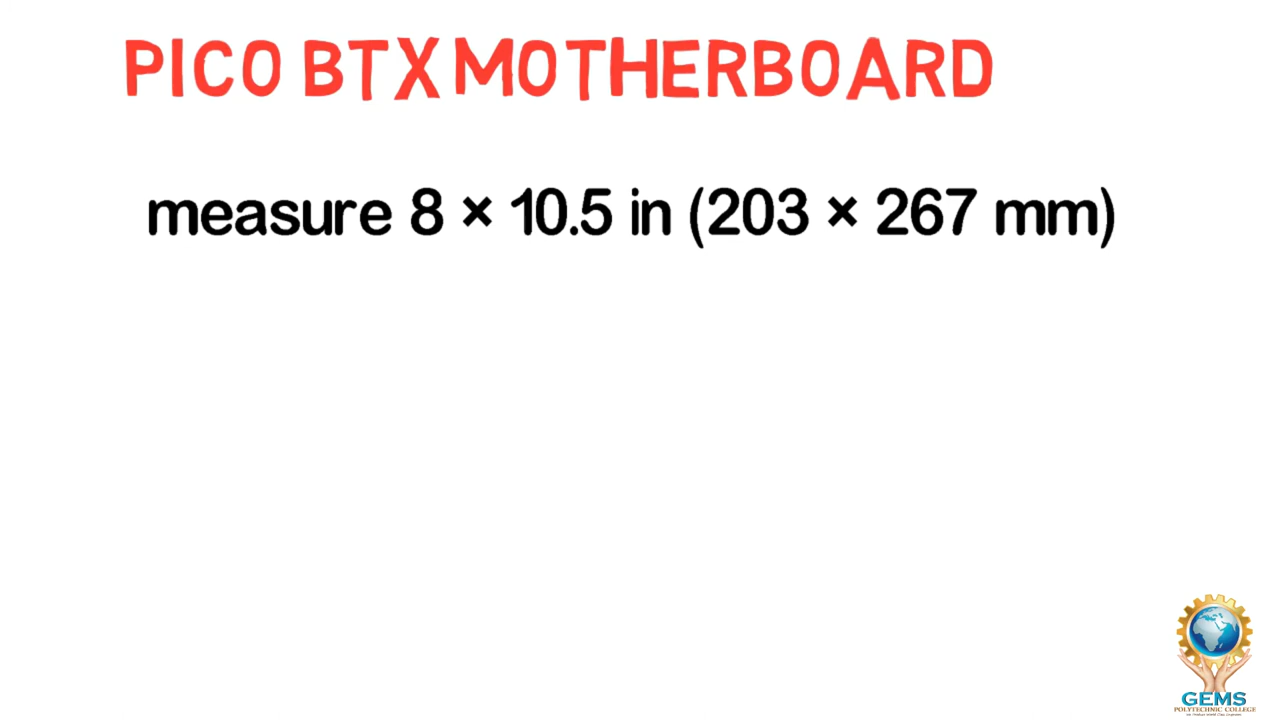 PICO BTX MOTHERBOARD
measure 8 × 10.5 in (203 × 267 mm)
GEMS
POLYTECHNIC COLLEGE